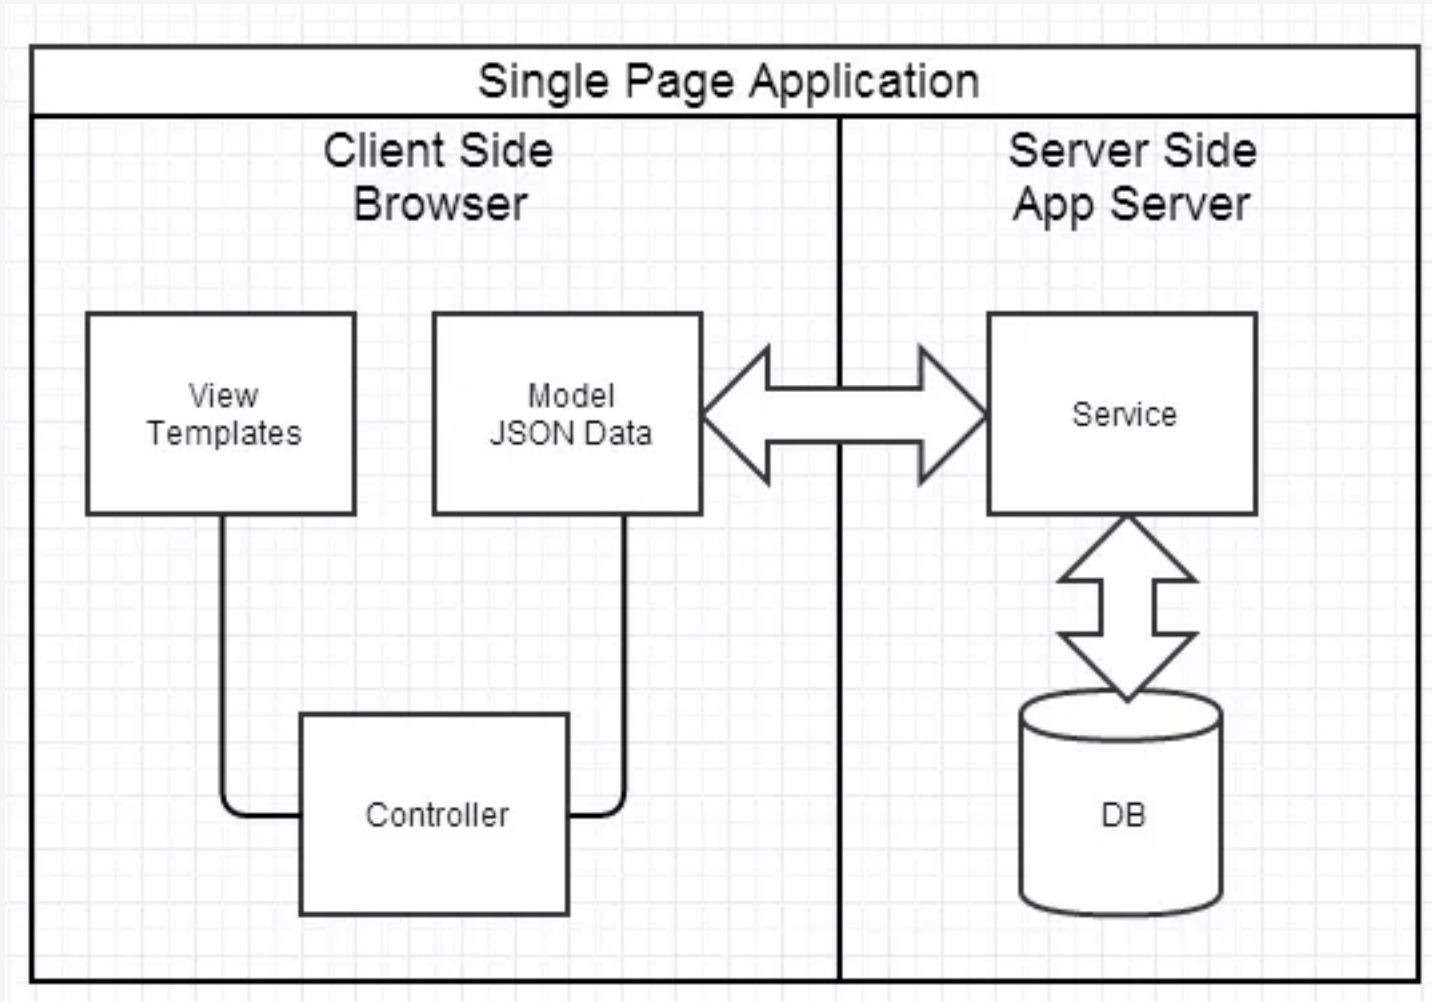 Single Page Application
Client Side
Browser
Server Side
App Server
View
Templates
Model
JSON Data
Service
Controller
DB